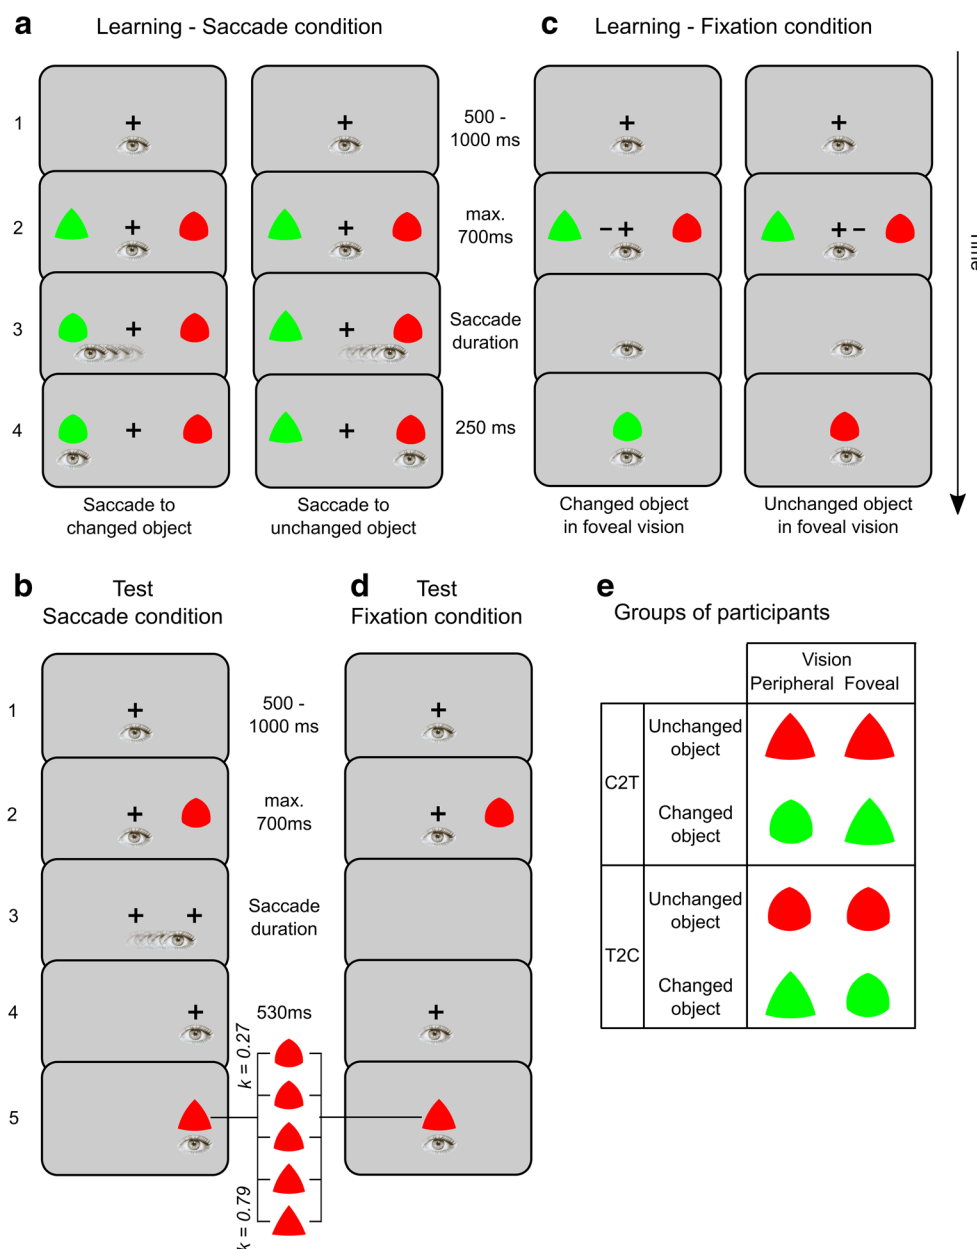 a Learning - Saccade condition
1
2
3
4
500 -
1000 ms
max.
700ms
Saccade
duration
250 ms
Saccade to
changed object
Saccade to
unchanged object
c Learning - Fixation condition
Changed object
in foveal vision
Unchanged object
in foveal vision
Time
b Test
Saccade condition
1
2
3
4
5
500 -
1000 ms
max.
700ms
Saccade
duration
530ms
k = 0.27
k = 0.79
d Test
Fixation condition
e Groups of participants
Vision
Peripheral Foveal
C2T
Unchanged
object
Changed
object
T2C
Unchanged
object
Changed
object